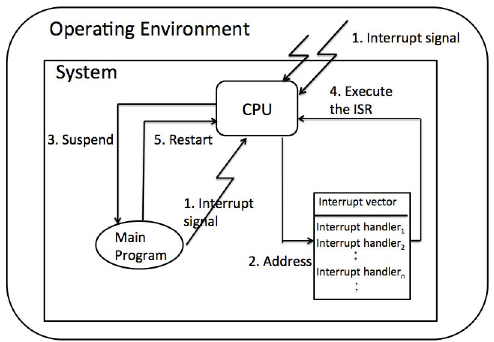 Operating Environment
1. Interrupt signal
System
CPU
4. Execute
the ISR
3. Suspend
5. Restart
1. Interrupt
signal
Interrupt vector
Main
Program
Interrupt handler1
Interrupt handler2
:
2. Address
Interrupt handlern
: